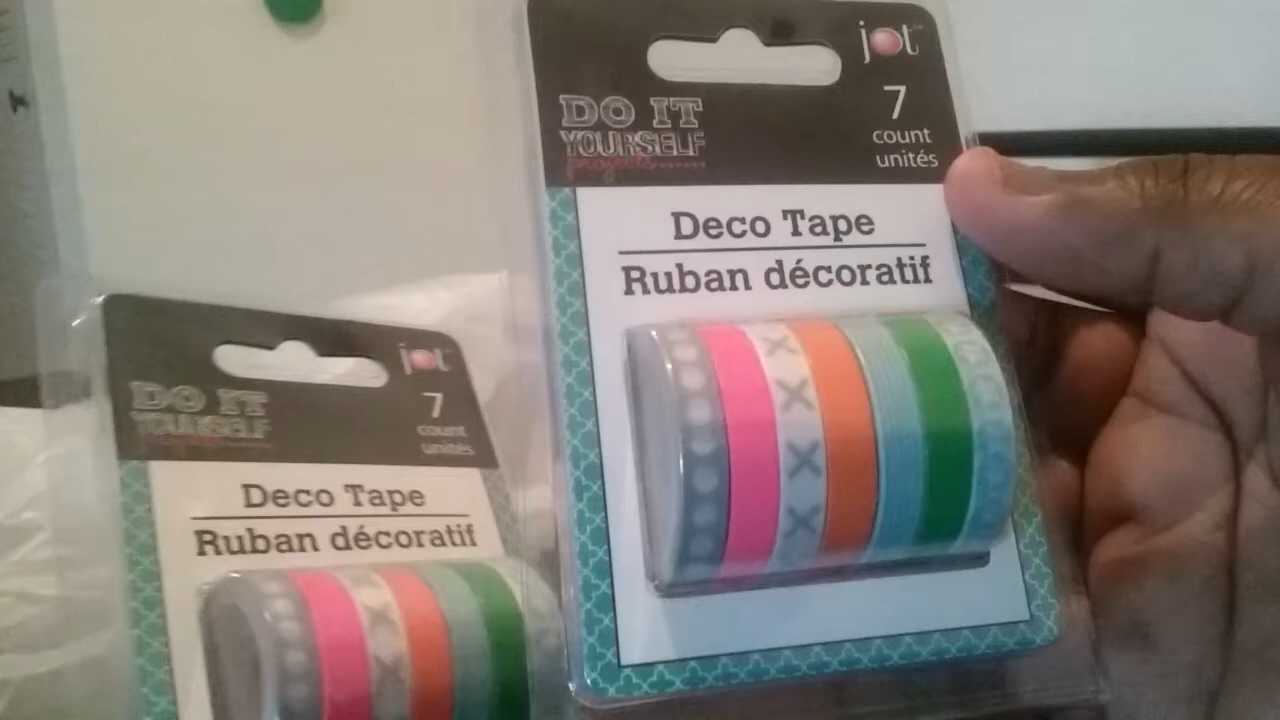 jot
7
count
unités
DO IT
YOURSELF
projects
Deco Tape
Ruban décoratif
jot
7
count
unités
DO IT
YOURSELF
Deco Tape
Ruban décoratif